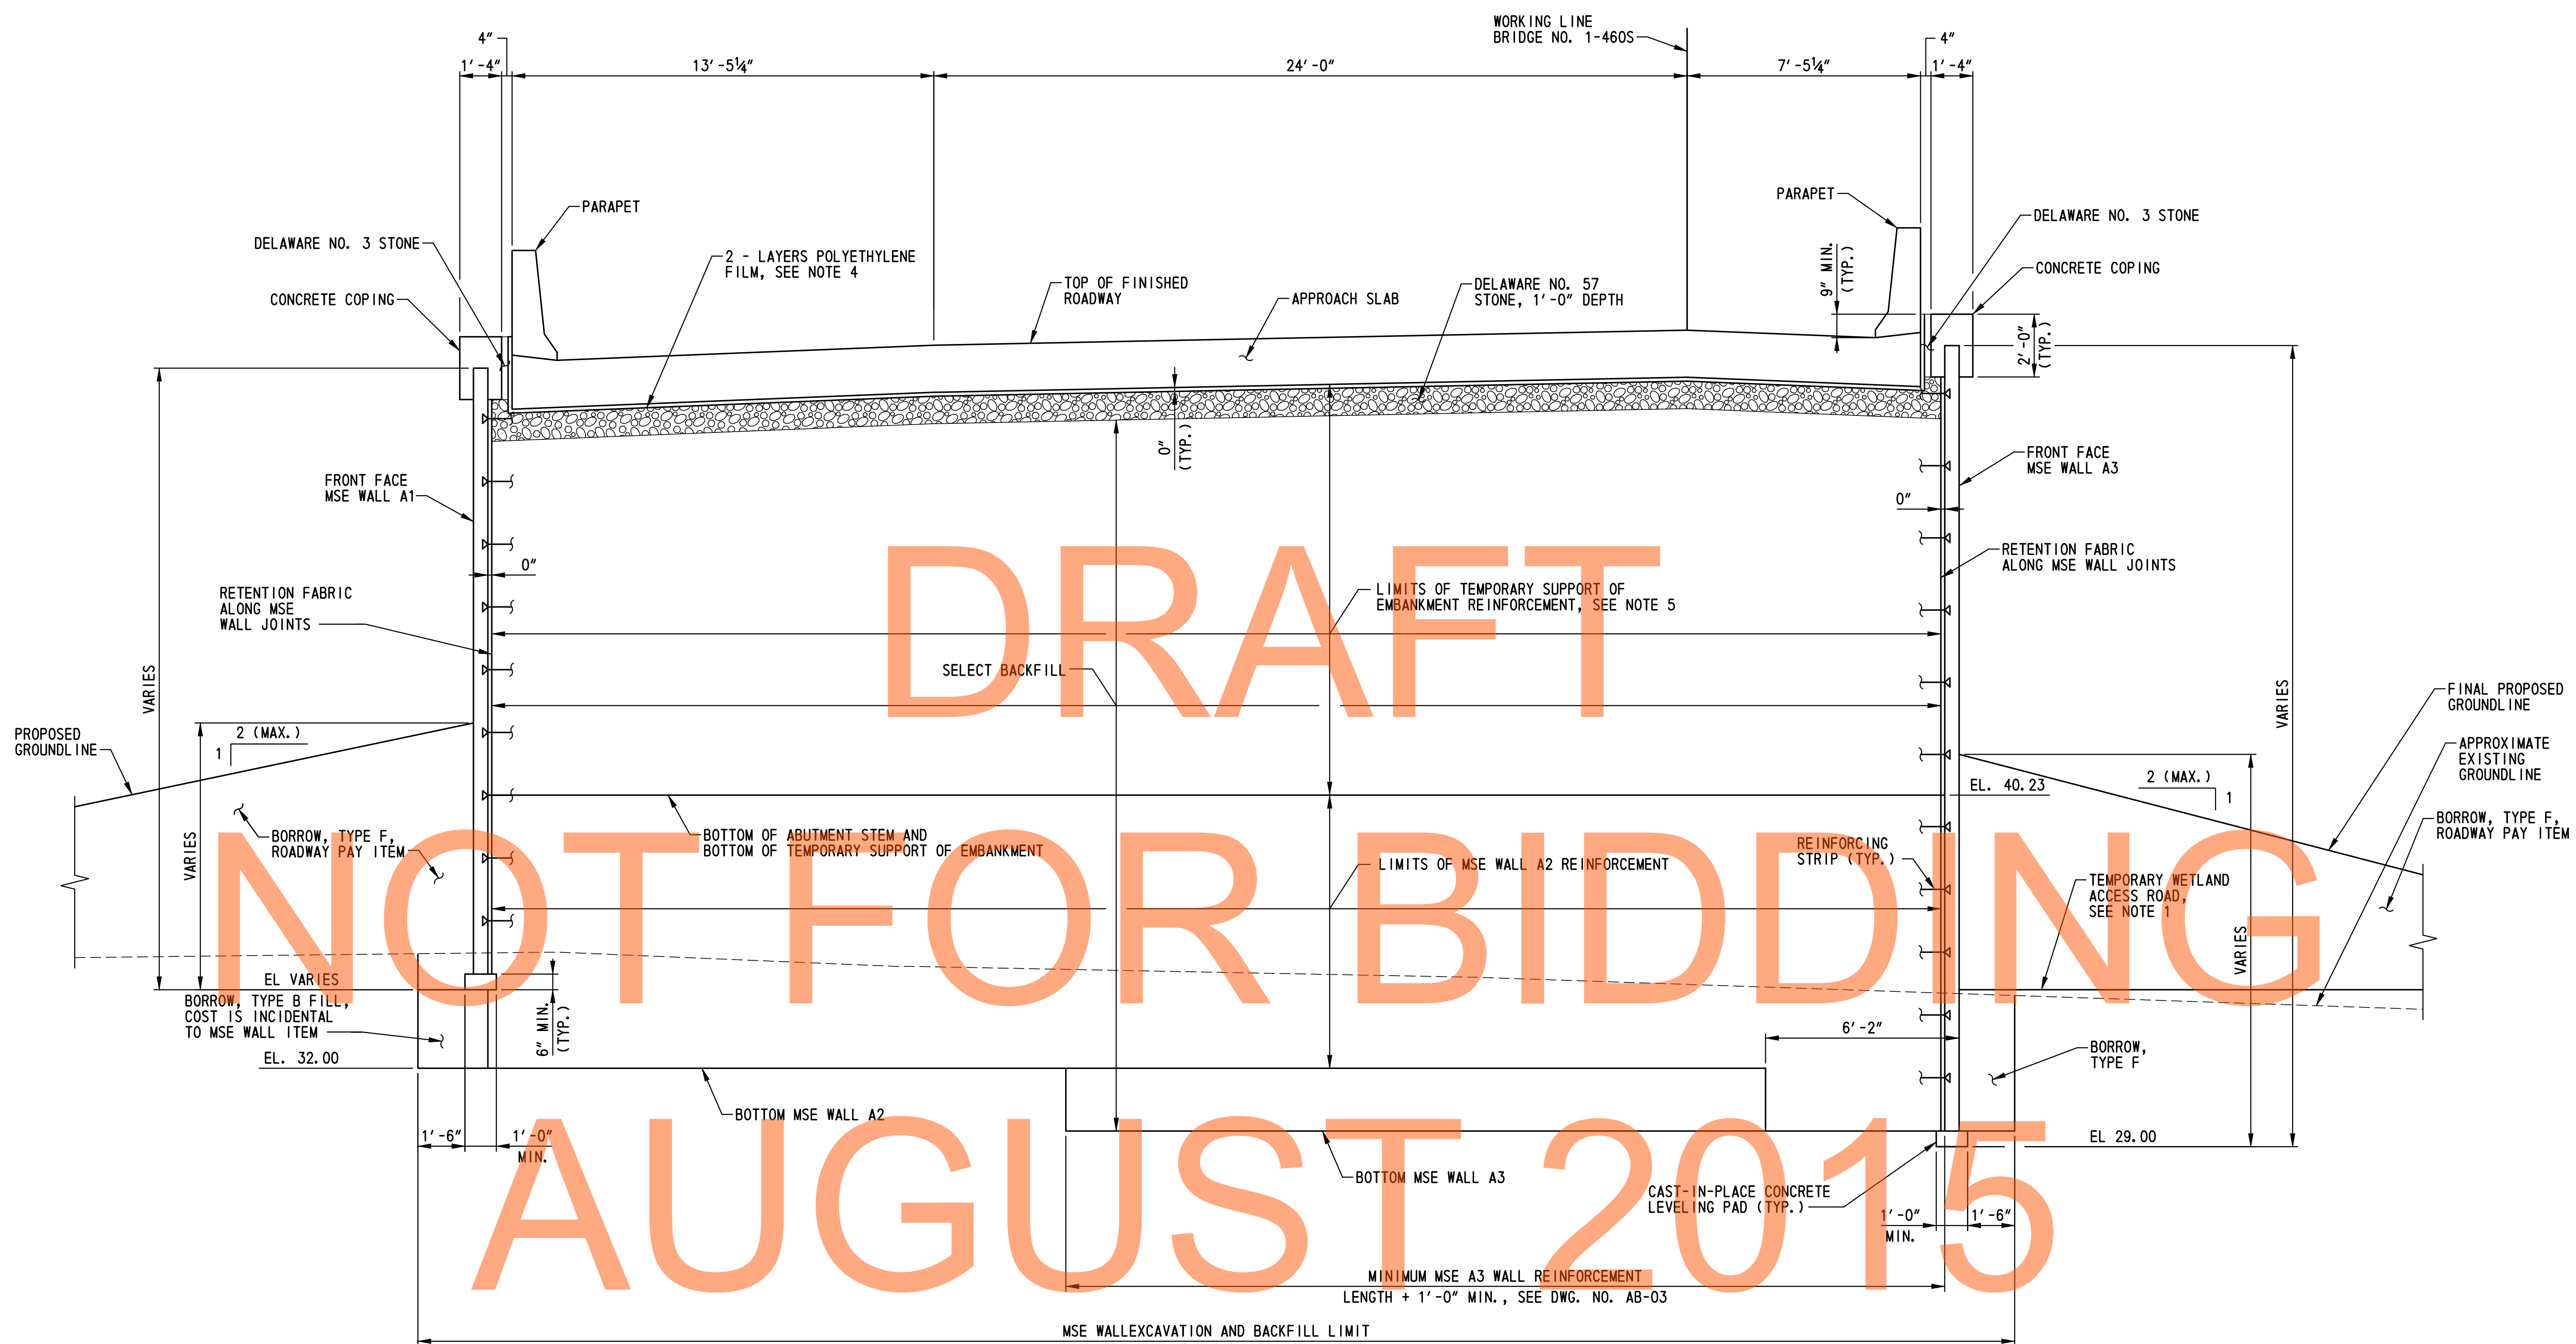 WORKING LINE
BRIDGE NO. 1-460S
4"
4"
1'-4"
13'-5¼"
24'-0"
7'-5¼"
1'-4"
PARAPET
PARAPET
DELAWARE NO. 3 STONE
DELAWARE NO. 3 STONE
2 - LAYERS POLYETHYLENE
FILM, SEE NOTE 4
CONCRETE COPING
TOP OF FINISHED
ROADWAY
APPROACH SLAB
DELAWARE NO. 57
STONE, 1'-0" DEPTH
9" MIN.
(TYP.)
CONCRETE COPING
2'-0"
(TYP.)
0"
(TYP.)
FRONT FACE
MSE WALL A1
FRONT FACE
MSE WALL A3
0"
0"
RETENTION FABRIC
ALONG MSE
WALL JOINTS
RETENTION FABRIC
ALONG MSE WALL JOINTS
LIMITS OF TEMPORARY SUPPORT OF
EMBANKMENT REINFORCEMENT, SEE NOTE 5
DRAFT
SELECT BACKFILL
VARIES
VARIES
PROPOSED
GROUNDLINE
2 (MAX.)
1
FINAL PROPOSED
GROUNDLINE
APPROXIMATE
EXISTING
GROUNDLINE
2 (MAX.)
1
EL. 40.23
BORROW, TYPE F,
ROADWAY PAY ITEM
BORROW, TYPE F,
ROADWAY PAY ITEM
VARIES
BOTTOM OF ABUTMENT STEM AND
BOTTOM OF TEMPORARY SUPPORT OF EMBANKMENT
LIMITS OF MSE WALL A2 REINFORCEMENT
REINFORCING
STRIP (TYP.)
TEMPORARY WETLAND
ACCESS ROAD,
SEE NOTE 1
NOT FOR BIDDING
VARIES
EL VARIES
BORROW, TYPE B FILL,
COST IS INCIDENTAL
TO MSE WALL ITEM
EL. 32.00
6" MIN.
(TYP.)
6'-2"
BORROW,
TYPE F
BOTTOM MSE WALL A2
1'-6"
1'-0"
MIN.
EL 29.00
BOTTOM MSE WALL A3
CAST-IN-PLACE CONCRETE
LEVELING PAD (TYP.)
1'-0"
MIN.
1'-6"
AUGUST 2015
MINIMUM MSE A3 WALL REINFORCEMENT
LENGTH + 1'-0" MIN., SEE DWG. NO. AB-03
MSE WALLEXCAVATION AND BACKFILL LIMIT